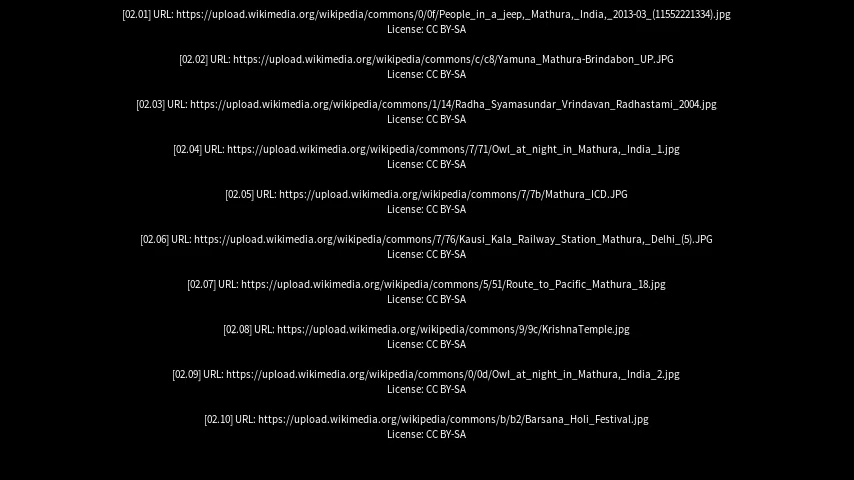 [02.01] URL: https://upload.wikimedia.org/wikipedia/commons/0/0f/People_in_a_jeep,_Mathura,_India,_2013-03_(11552221334).jpg
License: CC BY-SA
[02.02] URL: https://upload.wikimedia.org/wikipedia/commons/c/c8/Yamuna_Mathura-Brindabon_UP.JPG
License: CC BY-SA
[02.03] URL: https://upload.wikimedia.org/wikipedia/commons/1/14/Radha_Syamasundar_Vrindavan_Radhastami_2004.jpg
License: CC BY-SA
[02.04] URL: https://upload.wikimedia.org/wikipedia/commons/7/71/Owl_at_night_in_Mathura,_India_1.jpg
License: CC BY-SA
[02.05] URL: https://upload.wikimedia.org/wikipedia/commons/7/7b/Mathura_ICD.JPG
License: CC BY-SA
[02.06] URL: https://upload.wikimedia.org/wikipedia/commons/7/76/Kausi_Kala_Railway_Station_Mathura,_Delhi_(5).JPG
License: CC BY-SA
[02.07] URL: https://upload.wikimedia.org/wikipedia/commons/5/51/Route_to_Pacific_Mathura_18.jpg
License: CC BY-SA
[02.08] URL: https://upload.wikimedia.org/wikipedia/commons/9/9c/KrishnaTemple.jpg
License: CC BY-SA
[02.09] URL: https://upload.wikimedia.org/wikipedia/commons/0/0d/Owl_at_night_in_Mathura,_India_2.jpg
License: CC BY-SA
[02.10] URL: https://upload.wikimedia.org/wikipedia/commons/b/b2/Barsana_Holi_Festival.jpg
License: CC BY-SA